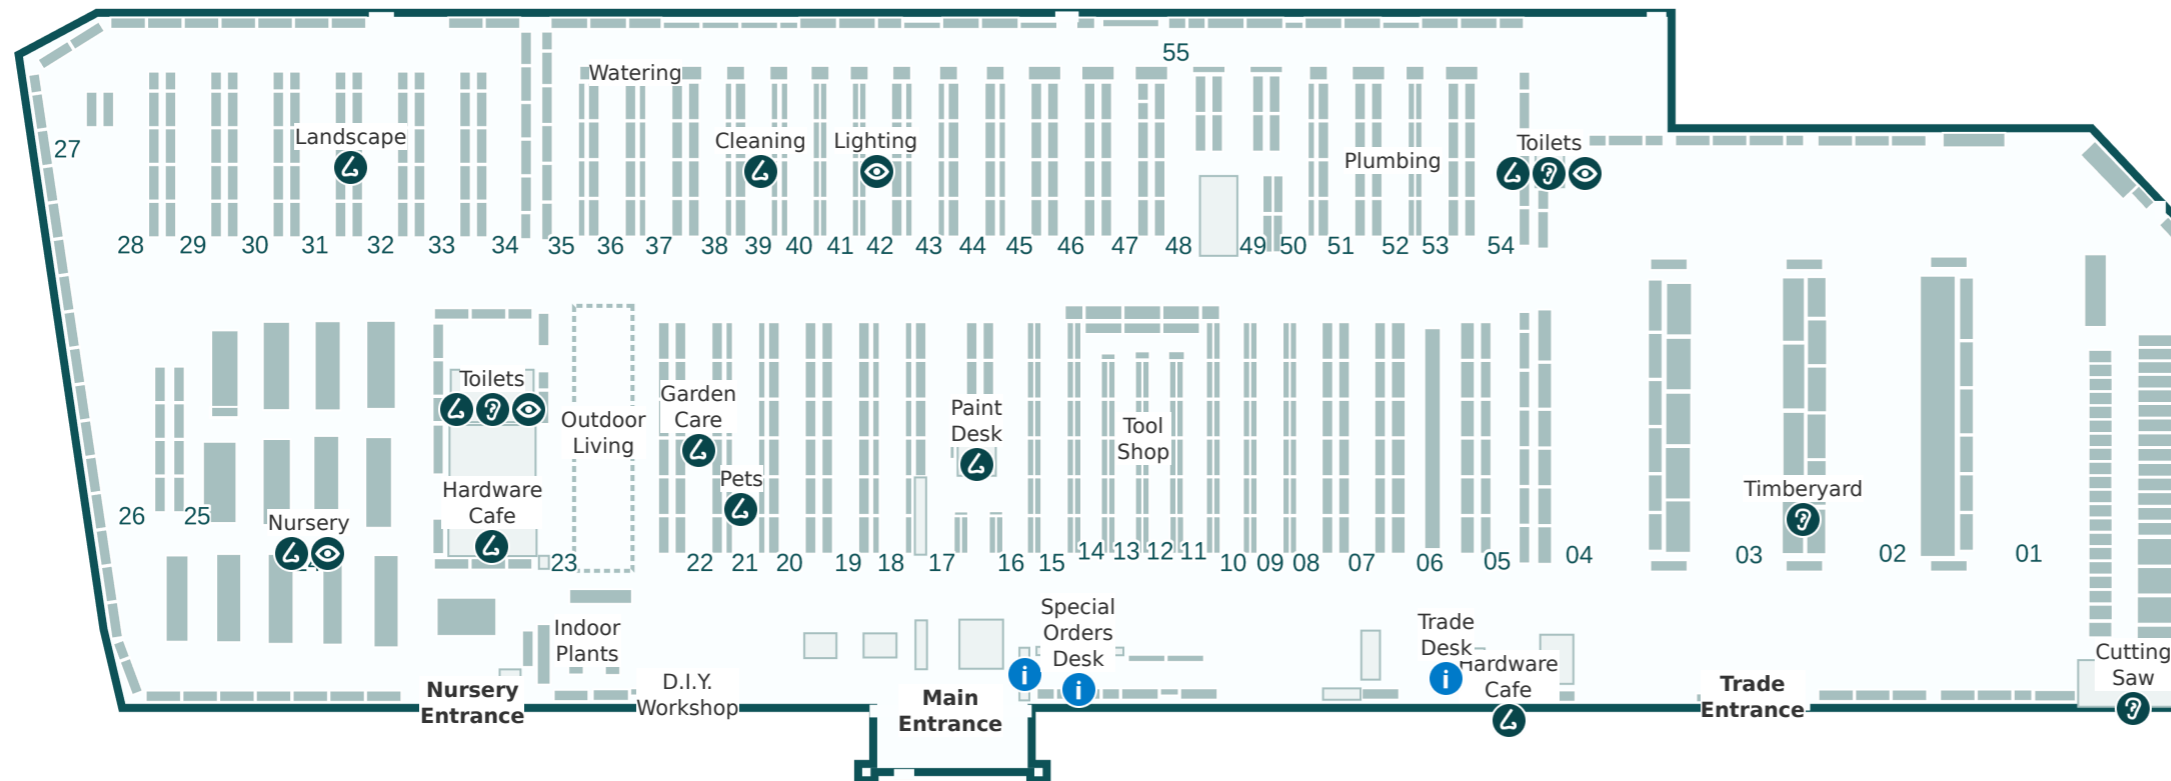 55
Watering
Landscape
Cleaning
Lighting
Toilets
Plumbing
27
28
29
30
31
32
33
34
35
36
37
38
39
40
41
42
43
44
45
46
47
48
49
50
51
52
53
54
Toilets
Garden
Care
Outdoor
Living
Paint
Desk
Tool
Shop
Pets
Hardware
Cafe
Timberyard
26
25
Nursery
23
22
21
20
19
18
17
16
15
14
13
12
11
10
09
08
07
06
05
04
03
02
01
Indoor
Plants
Special
Orders
Desk
Trade
Desk
Hardware
Cafe
Cutting
Saw
D.I.Y.
Workshop
Nursery
Entrance
Main
Entrance
Trade
Entrance